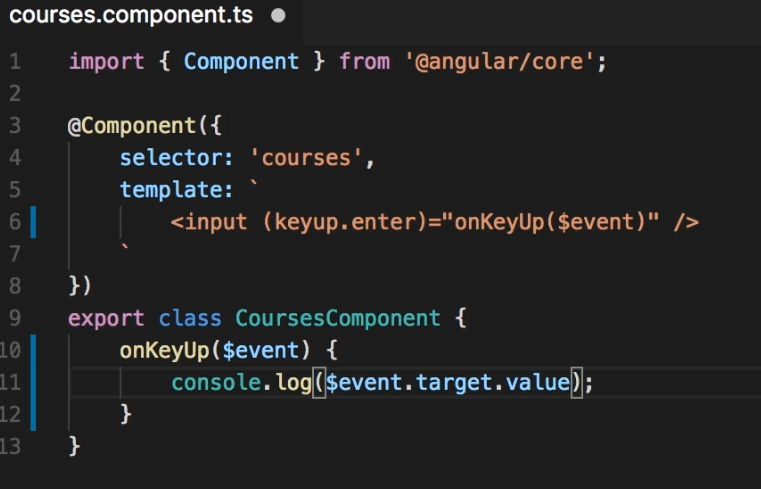 courses.component.ts
1 import { Component } from '@angular/core';
2
3 @Component({
4     selector: 'courses',
5     template: `
6         <input (keyup.enter)="onKeyUp($event)" />
7     `
8 })
9 export class CoursesComponent {
10     onKeyUp($event) {
11         console.log($event.target.value);
12     }
13 }